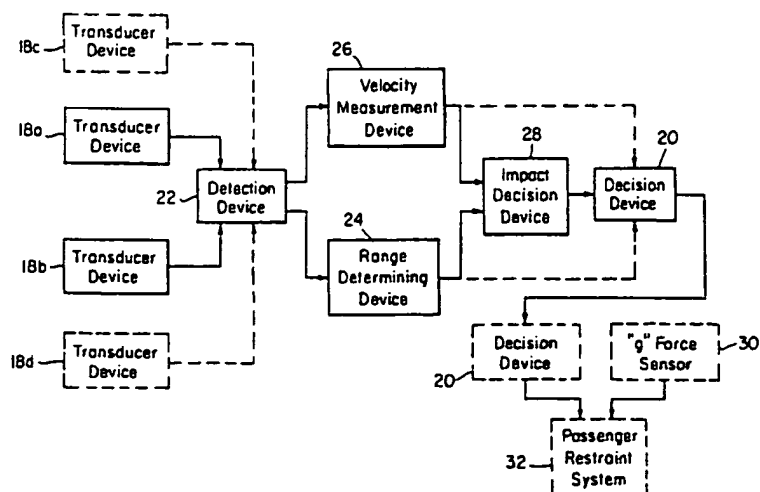 18c
Transducer
Device
18a
Transducer
Device
22
Detection
Device
18b
Transducer
Device
18d
Transducer
Device
26
Velocity
Measurement
Device
24
Range
Determining
Device
28
Impact
Decision
Device
20
Decision
Device
20
Decision
Device
"g" Force
Sensor
30
32
Passenger
Restraint
System